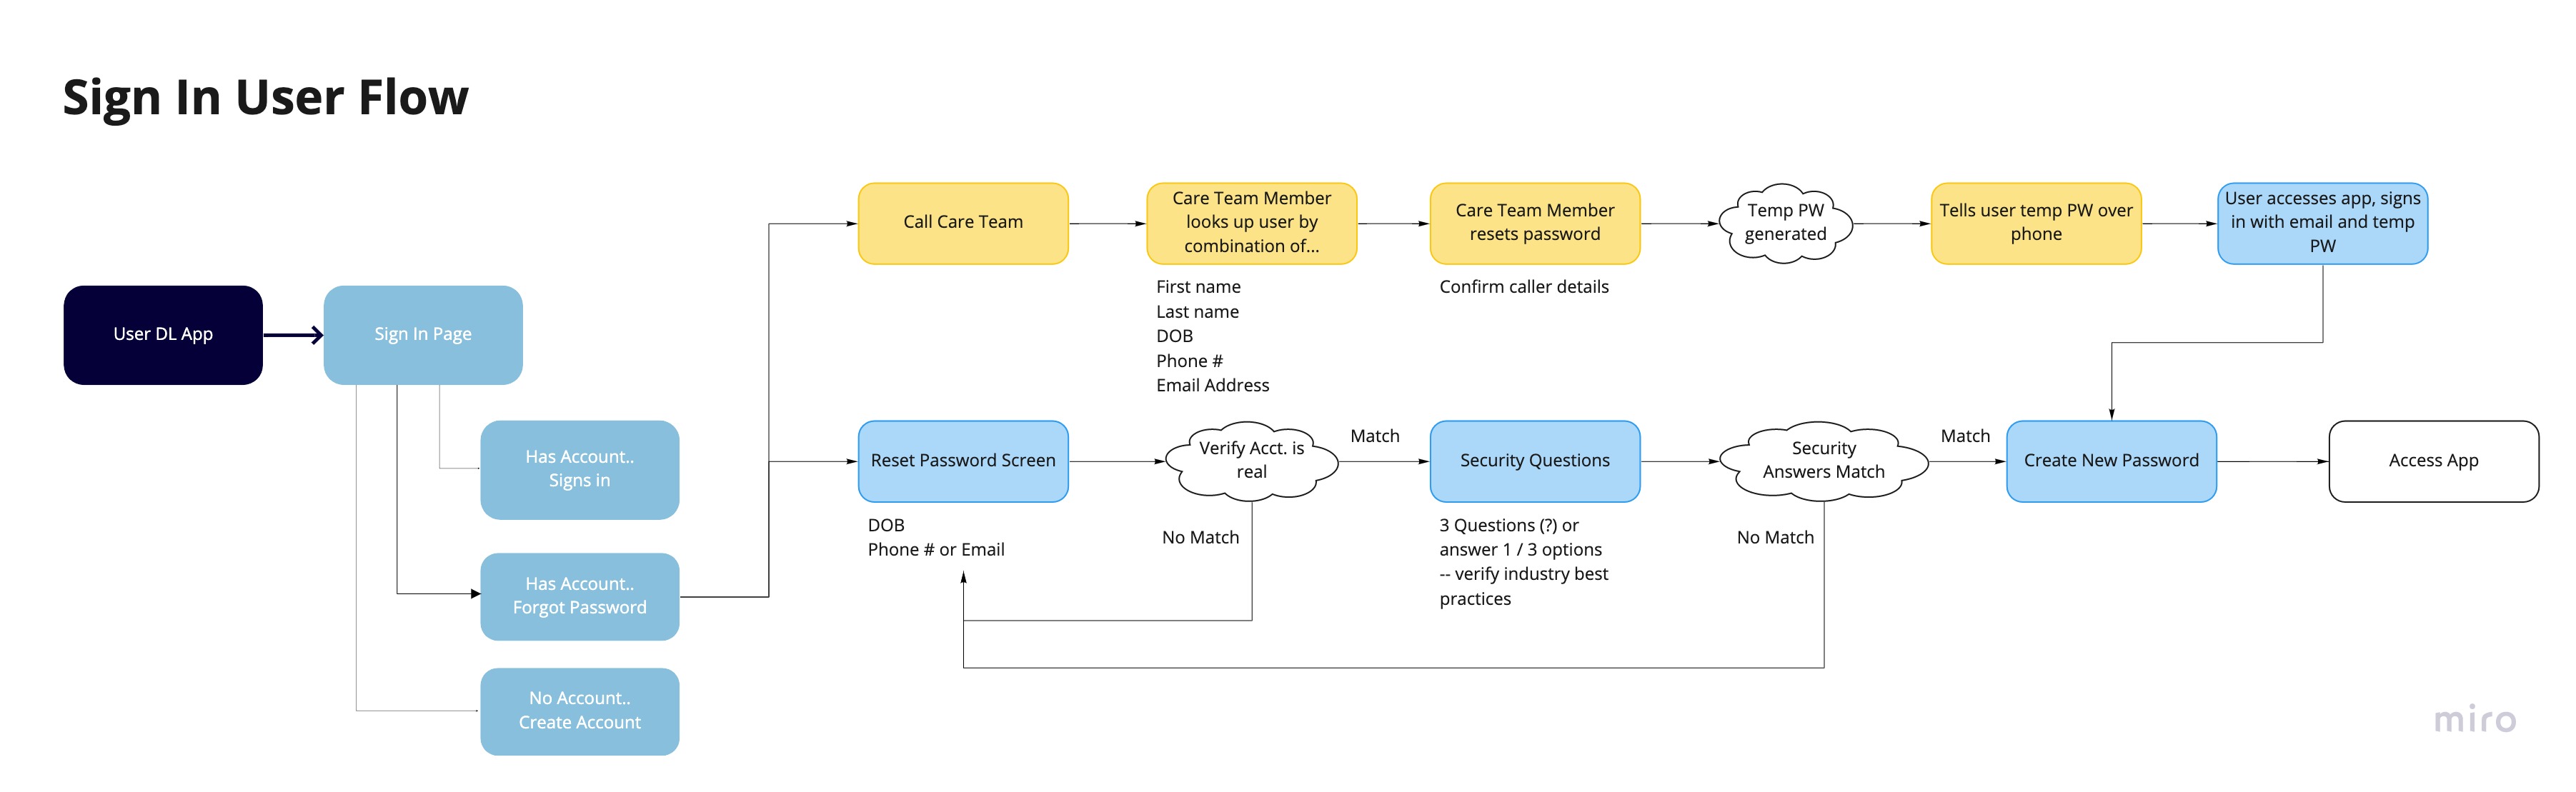 Sign In User Flow
User DL App
Sign In Page
Has Account..
Signs in
Has Account..
Forgot Password
No Account..
Create Account
Call Care Team
Care Team Member
looks up user by
combination of...
First name
Last name
DOB
Phone #
Email Address
Care Team Member
resets password
Confirm caller details
Temp PW
generated
Tells user temp PW over
phone
User accesses app, signs
in with email and temp
PW
Reset Password Screen
DOB
Phone # or Email
Verify Acct. is
real
Match
No Match
Security Questions
3 Questions (?) or
answer 1 / 3 options
-- verify industry best
practices
Security
Answers Match
Match
No Match
Create New Password
Access App
miro